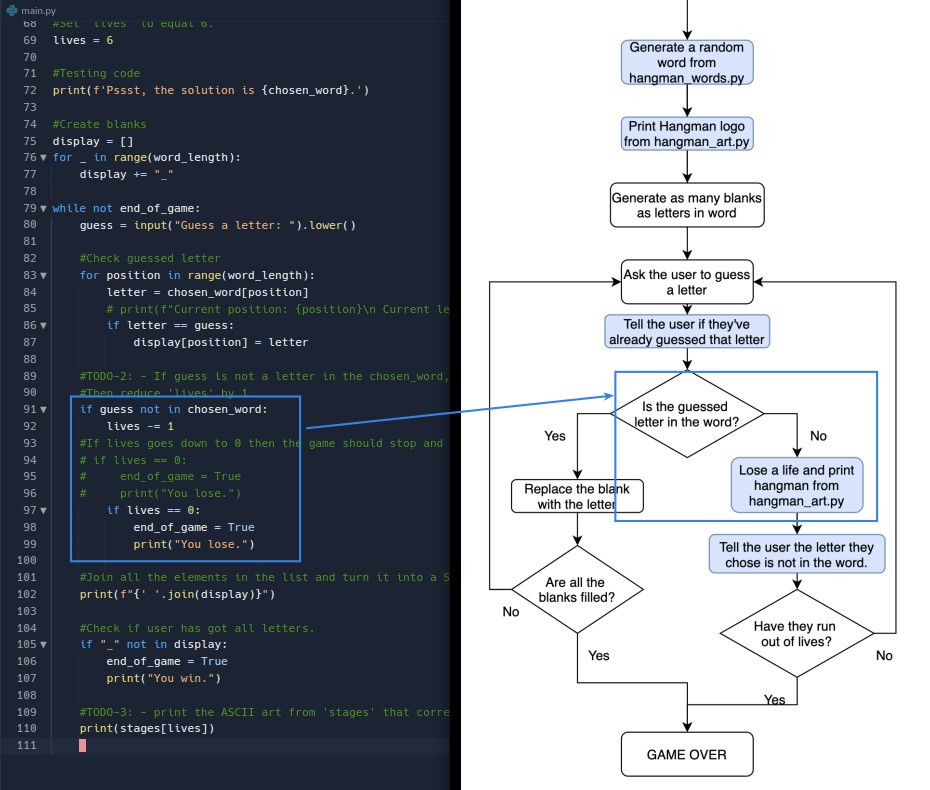 main.py
68 #Set 'lives' to equal 6.
69 lives = 6
70
71 #Testing code
72 print(f'Pssst, the solution is {chosen_word}.')
73
74 #Create blanks
75 display = []
76 for _ in range(word_length):
77 display += "_"
78
79 while not end_of_game:
80 guess = input("Guess a letter: ").lower()
81
82 #Check guessed letter
83 for position in range(word_length):
84 letter = chosen_word[position]
85 # print(f"Current position: {position}\n Current le
86 if letter == guess:
87 display[position] = letter
88
89 #TODO-2: - If guess is not a letter in the chosen_word,
90 #Then reduce 'lives' by 1.
91 if guess not in chosen_word:
92 lives -= 1
93 #If lives goes down to 0 then the game should stop and
94 # if lives == 0:
95 # end_of_game = True
96 # print("You lose.")
97 if lives == 0:
98 end_of_game = True
99 print("You lose.")
100
101 #Join all the elements in the list and turn it into a S
102 print(f"{' '.join(display)}")
103
104 #Check if user has got all letters.
105 if "_" not in display:
106 end_of_game = True
107 print("You win.")
108
109 #TODO-3: - print the ASCII art from 'stages' that corre
110 print(stages[lives])
111
Generate a random
word from
hangman_words.py
Print Hangman logo
from hangman_art.py
Generate as many blanks
as letters in word
Ask the user to guess
a letter
Tell the user if they've
already guessed that letter
Is the guessed
letter in the word?
Yes
No
Replace the blank
with the letter
Lose a life and print
hangman from
hangman_art.py
Tell the user the letter they
chose is not in the word.
Are all the
blanks filled?
No
Yes
Have they run
out of lives?
No
Yes
GAME OVER